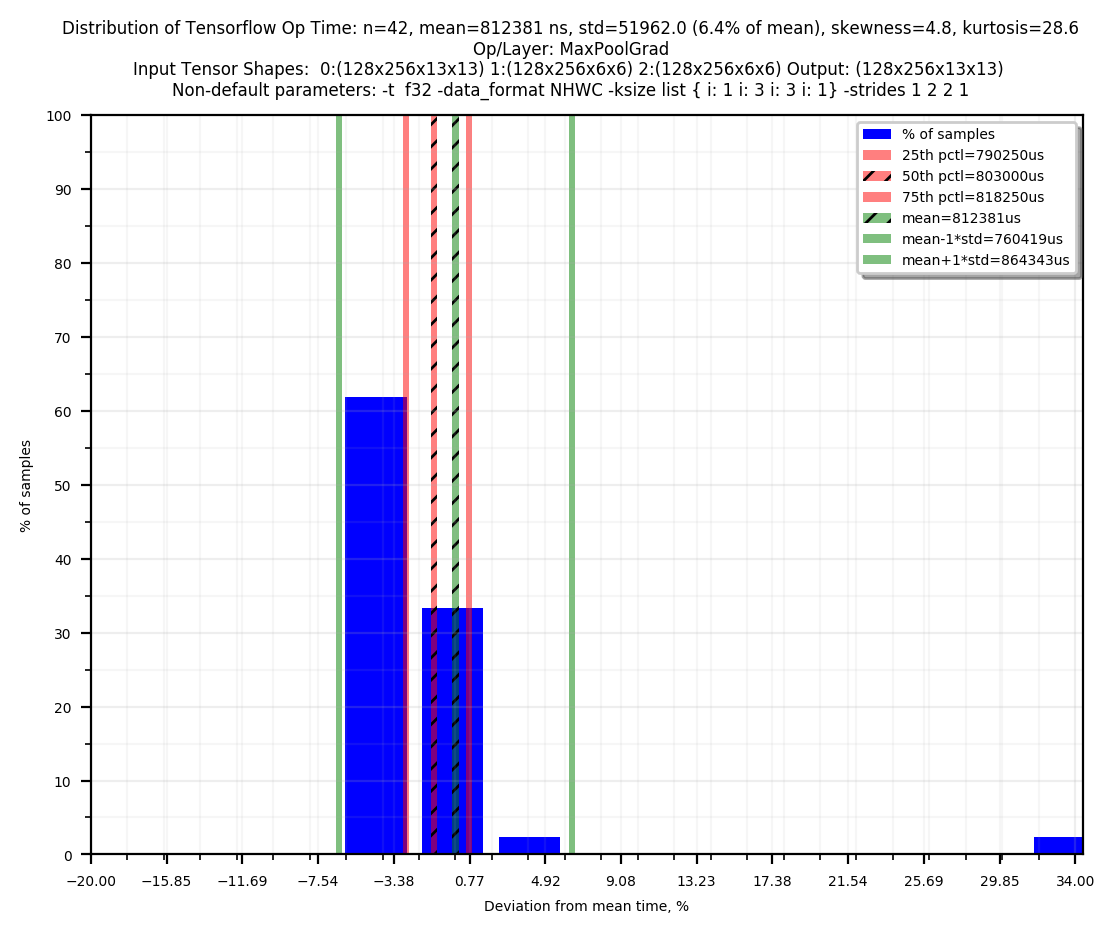 Distribution of Tensorflow Op Time: n=42, mean=812381 ns, std=51962.0 (6.4% of mean), skewness=4.8, kurtosis=28.6
Op/Layer: MaxPoolGrad
Input Tensor Shapes:  0:(128x256x13x13) 1:(128x256x6x6) 2:(128x256x6x6) Output: (128x256x13x13)
Non-default parameters: -t  f32 -data_format NHWC -ksize list { i: 1 i: 3 i: 3 i: 1} -strides 1 2 2 1
% of samples
25th pctl=790250us
50th pctl=803000us
75th pctl=818250us
mean=812381us
mean-1*std=760419us
mean+1*std=864343us
100
90
80
70
60
50
40
30
20
10
0
% of samples
−20.00 −15.85 −11.69 −7.54 −3.38 0.77 4.92 9.08 13.23 17.38 21.54 25.69 29.85 34.00
Deviation from mean time, %